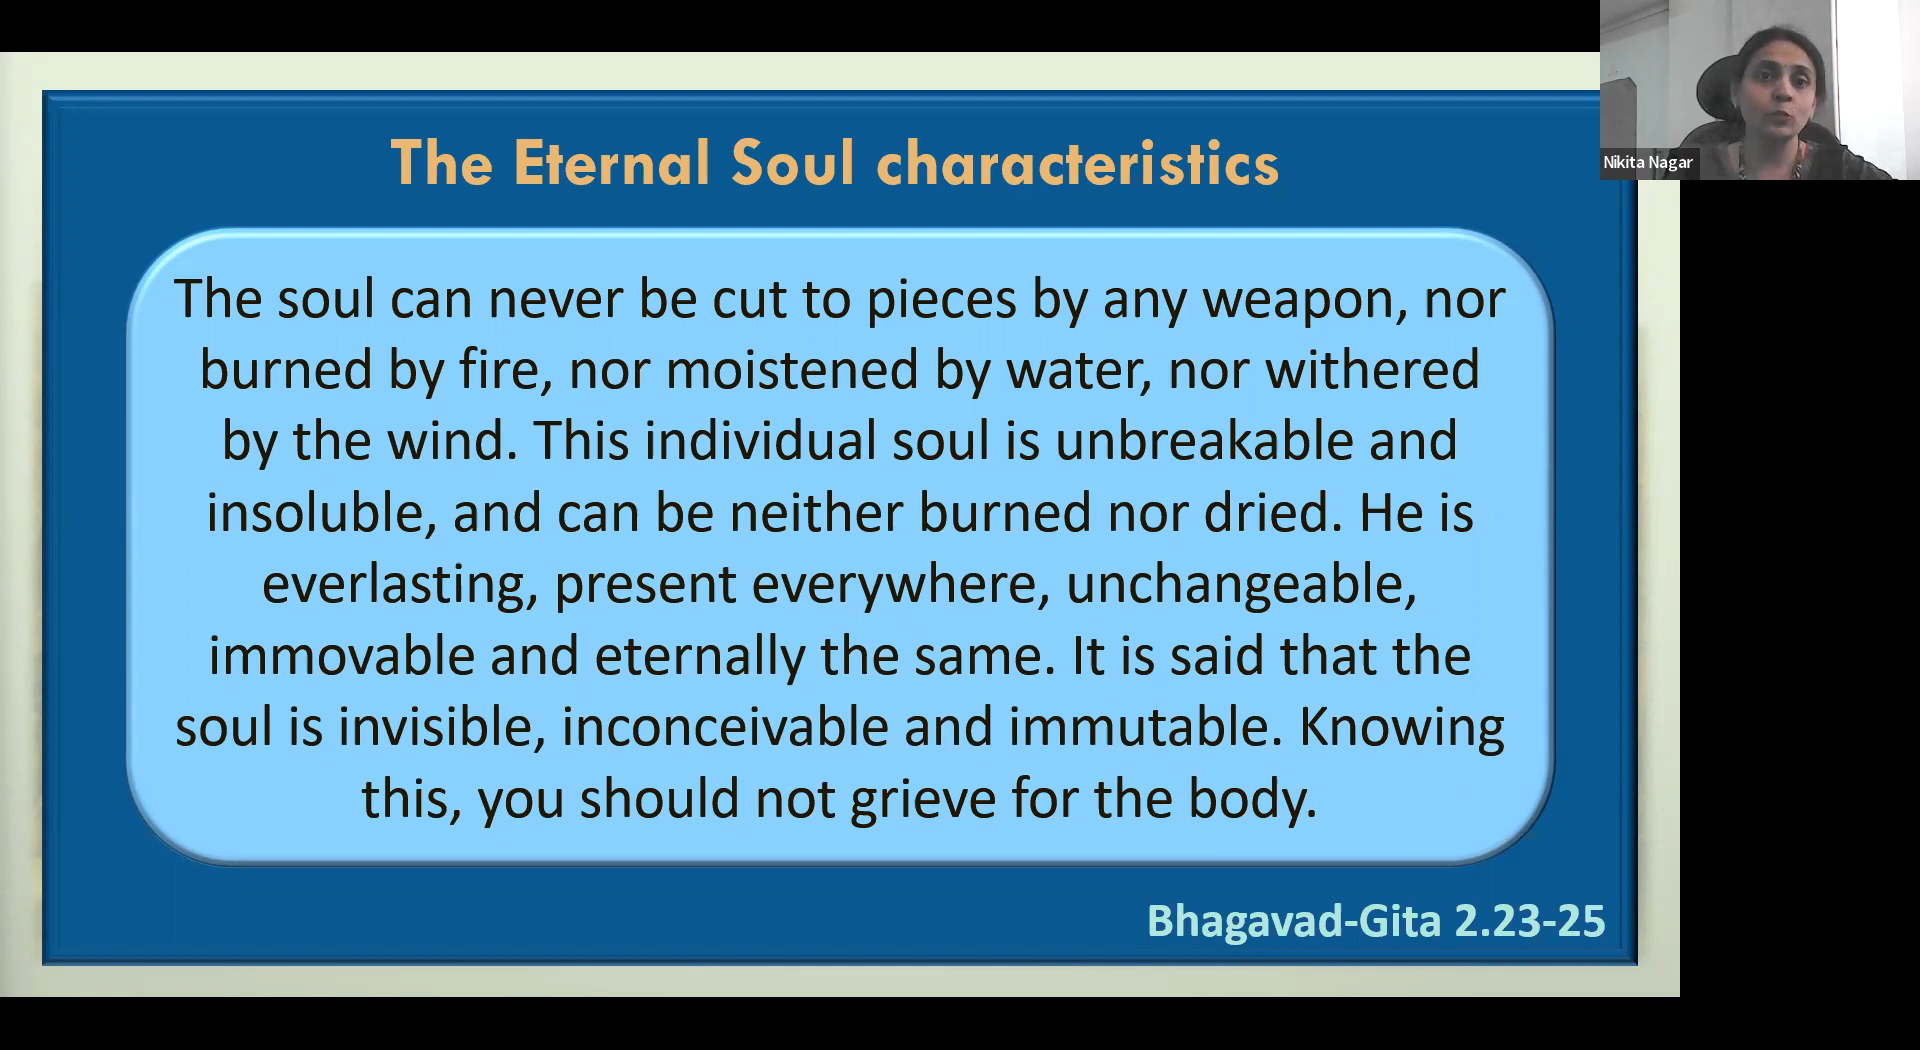 The Eternal Soul characteristics
The soul can never be cut to pieces by any weapon, nor
burned by fire, nor moistened by water, nor withered
by the wind. This individual soul is unbreakable and
insoluble, and can be neither burned nor dried. He is
everlasting, present everywhere, unchangeable,
immovable and eternally the same. It is said that the
soul is invisible, inconceivable and immutable. Knowing
this, you should not grieve for the body.
Bhagavad-Gita 2.23-25
Nikita Nagar